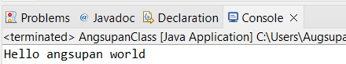 Problems @ Javadoc Declaration Console ×
<terminated> AngsupanClass [Java Application] C:\Users\Augsupa
Hello angsupan world